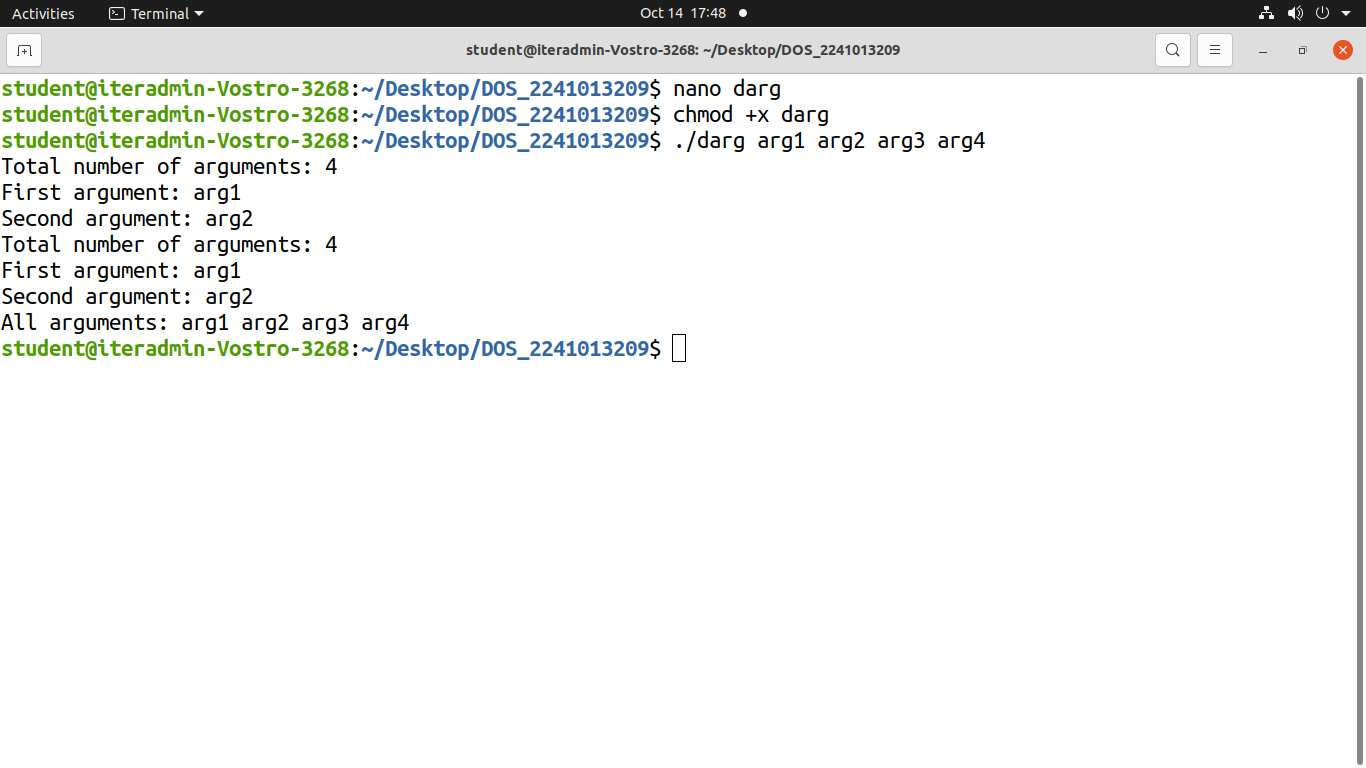 Activities Terminal Oct 14 17:48
student@iteradmin-Vostro-3268: ~/Desktop/DOS_2241013209
student@iteradmin-Vostro-3268:~/Desktop/DOS_2241013209$ nano darg
student@iteradmin-Vostro-3268:~/Desktop/DOS_2241013209$ chmod +x darg
student@iteradmin-Vostro-3268:~/Desktop/DOS_2241013209$ ./darg arg1 arg2 arg3 arg4
Total number of arguments: 4
First argument: arg1
Second argument: arg2
Total number of arguments: 4
First argument: arg1
Second argument: arg2
All arguments: arg1 arg2 arg3 arg4
student@iteradmin-Vostro-3268:~/Desktop/DOS_2241013209$